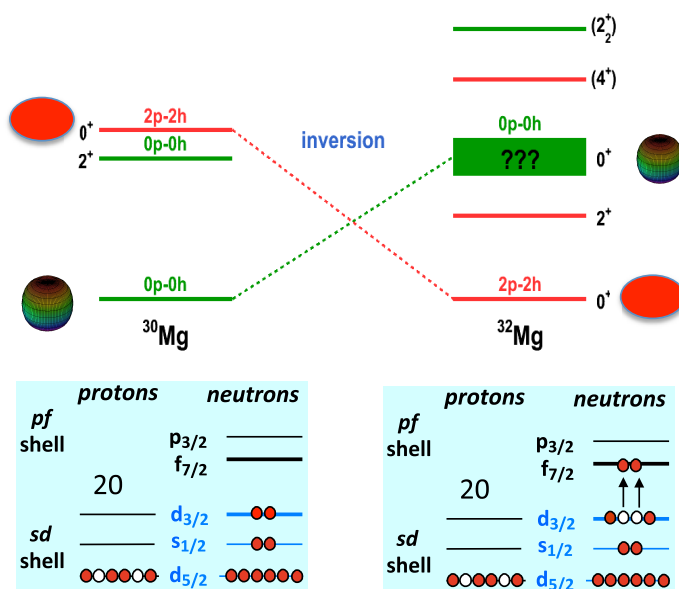 (2₂⁺)
(4⁺)
2p-2h
0⁺
0p-0h
2⁺
inversion
0p-0h
???
0⁺
2⁺
0p-0h
2p-2h
0⁺
³⁰Mg
³²Mg
protons
neutrons
pf
shell
p3/2
f7/2
20
d3/2
sd
shell
s1/2
d5/2
protons
neutrons
pf
shell
p3/2
f7/2
20
d3/2
sd
shell
s1/2
d5/2